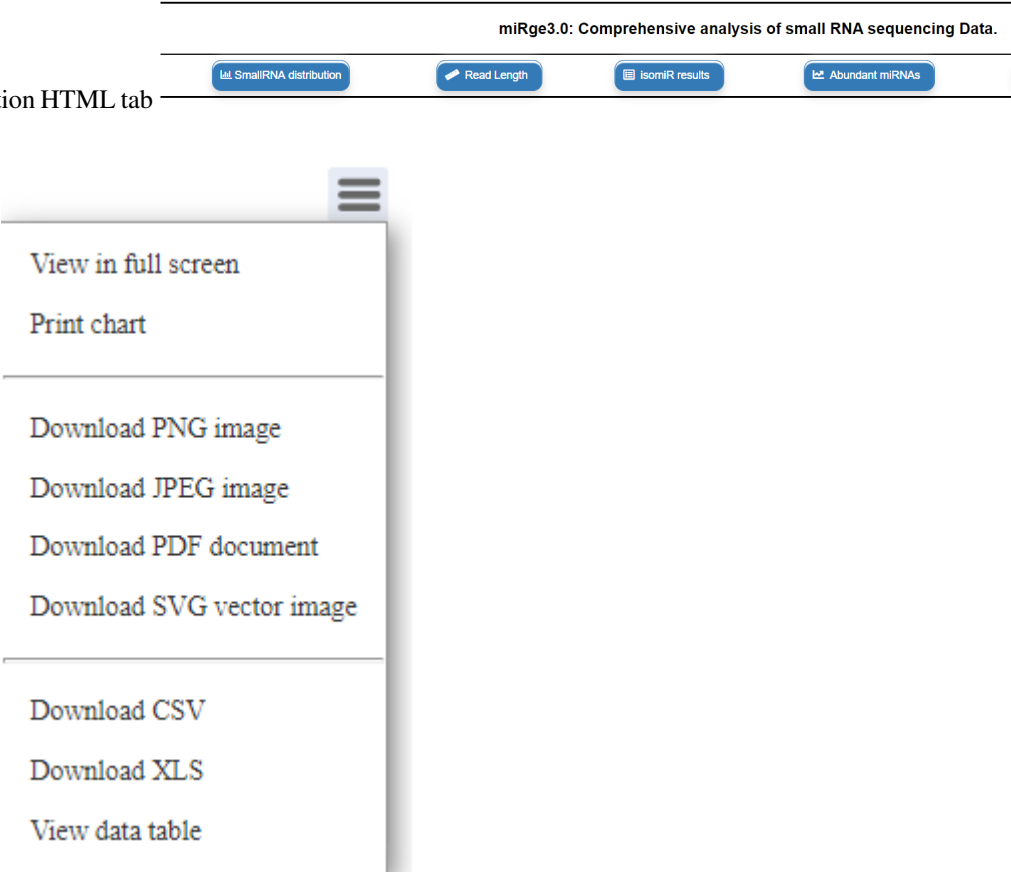 miRge3.0: Comprehensive analysis of small RNA sequencing Data.
SmallRNA distribution Read Length isomiR results Abundant miRNAs
tion HTML tab
View in full screen
Print chart
Download PNG image
Download JPEG image
Download PDF document
Download SVG vector image
Download CSV
Download XLS
View data table